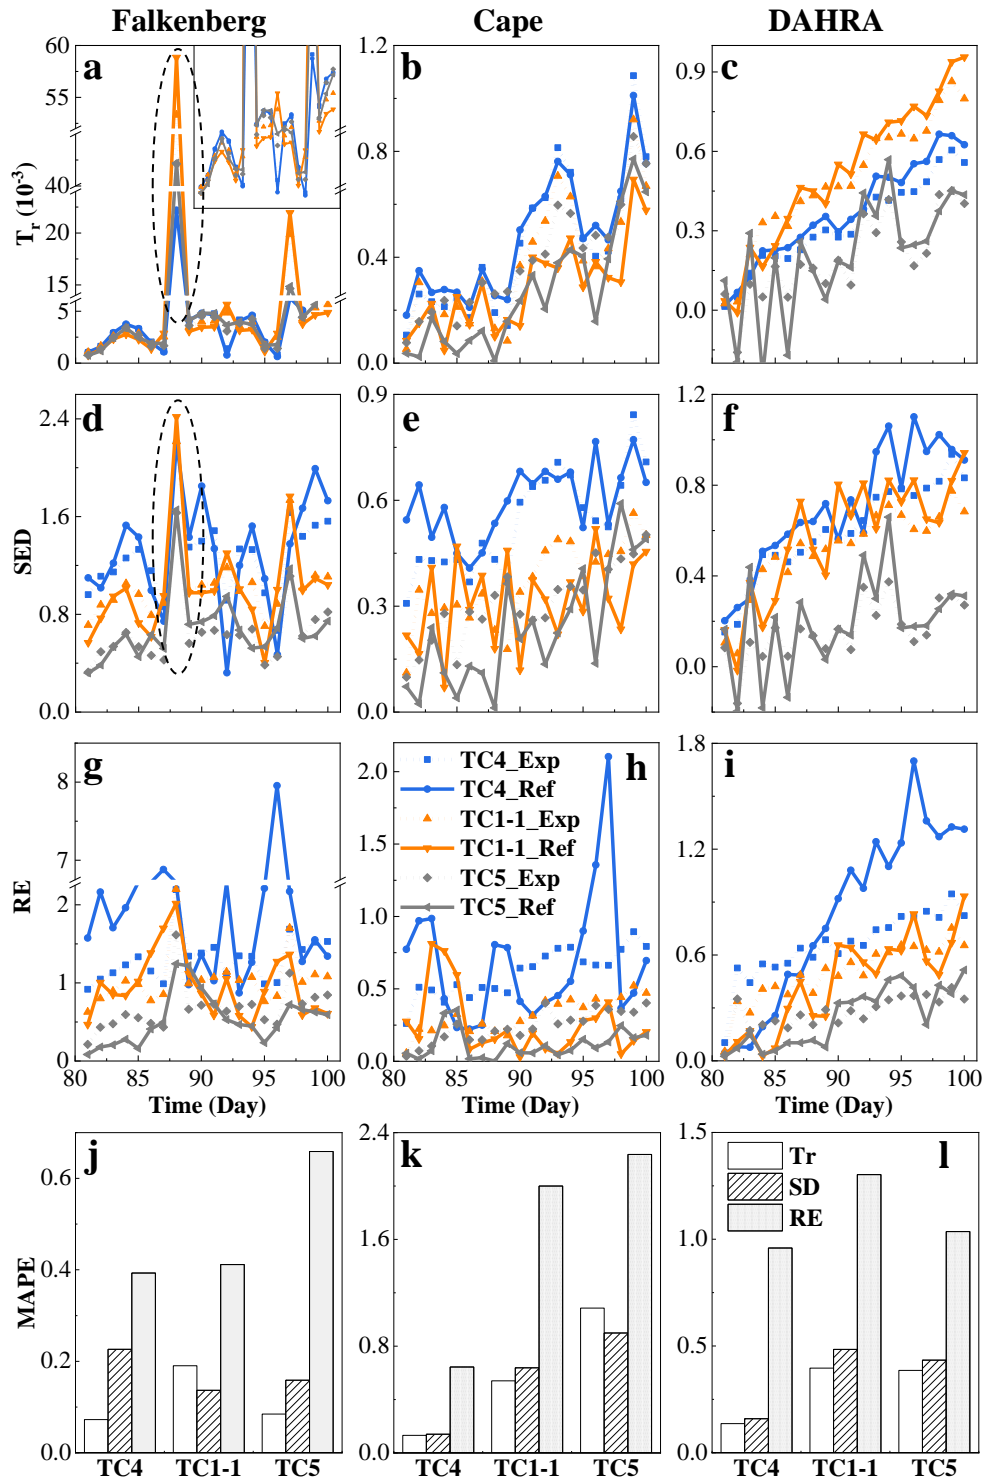 Falkenberg Cape DAHRA
a b c
60
55
40
20
15
5
0
Tr (10-3)
1.2
0.8
0.4
0.0
0.9
0.6
0.3
0.0
d e f
2.4
1.6
0.8
0.0
SED
0.9
0.6
0.3
0.0
1.2
0.8
0.4
0.0
g h i
8
7
2
1
0
RE
2.0
1.5
1.0
0.5
0.0
1.8
1.2
0.6
0.0
TC4_Exp
TC4_Ref
TC1-1_Exp
TC1-1_Ref
TC5_Exp
TC5_Ref
80 85 90 95 100 80 85 90 95 100 80 85 90 95 100
Time (Day) Time (Day) Time (Day)
j k l
0.6
0.4
0.2
0.0
MAPE
2.4
1.6
0.8
0.0
1.5
1.0
0.5
0.0
Tr
SD
RE
TC4 TC1-1 TC5 TC4 TC1-1 TC5 TC4 TC1-1 TC5